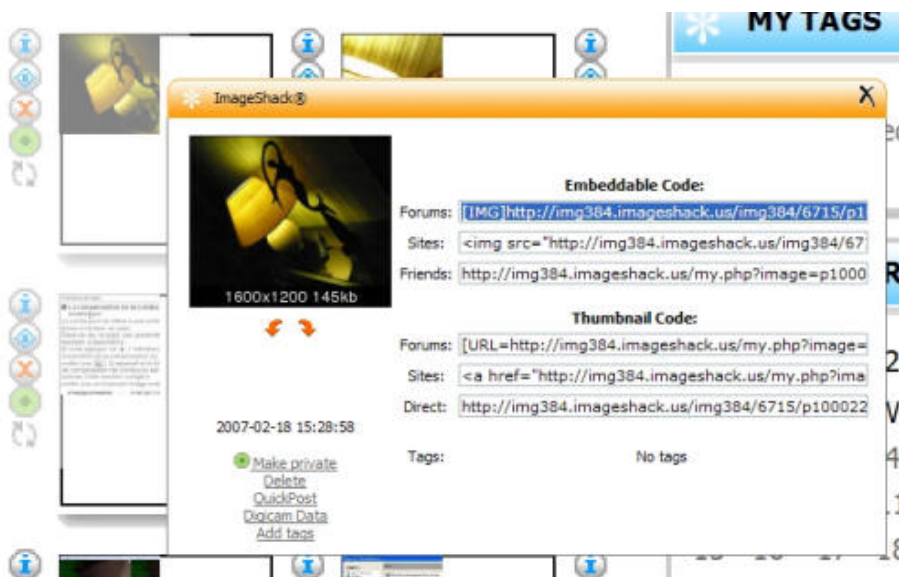 MY TAGS
ImageShack®
X
Embeddable Code:
Forums: [IMG]http://img384.imageshack.us/img384/6715/p1
Sites: <img src="http://img384.imageshack.us/img384/67
Friends: http://img384.imageshack.us/my.php?image=p1000
1600x1200 145kb
Thumbnail Code:
Forums: [URL=http://img384.imageshack.us/my.php?image=
Sites: <a href="http://img384.imageshack.us/my.php?ima
Direct: http://img384.imageshack.us/img384/6715/p100022
2007-02-18 15:28:58
Tags: No tags
Make private
Delete
QuickPost
Digicam Data
Add tags